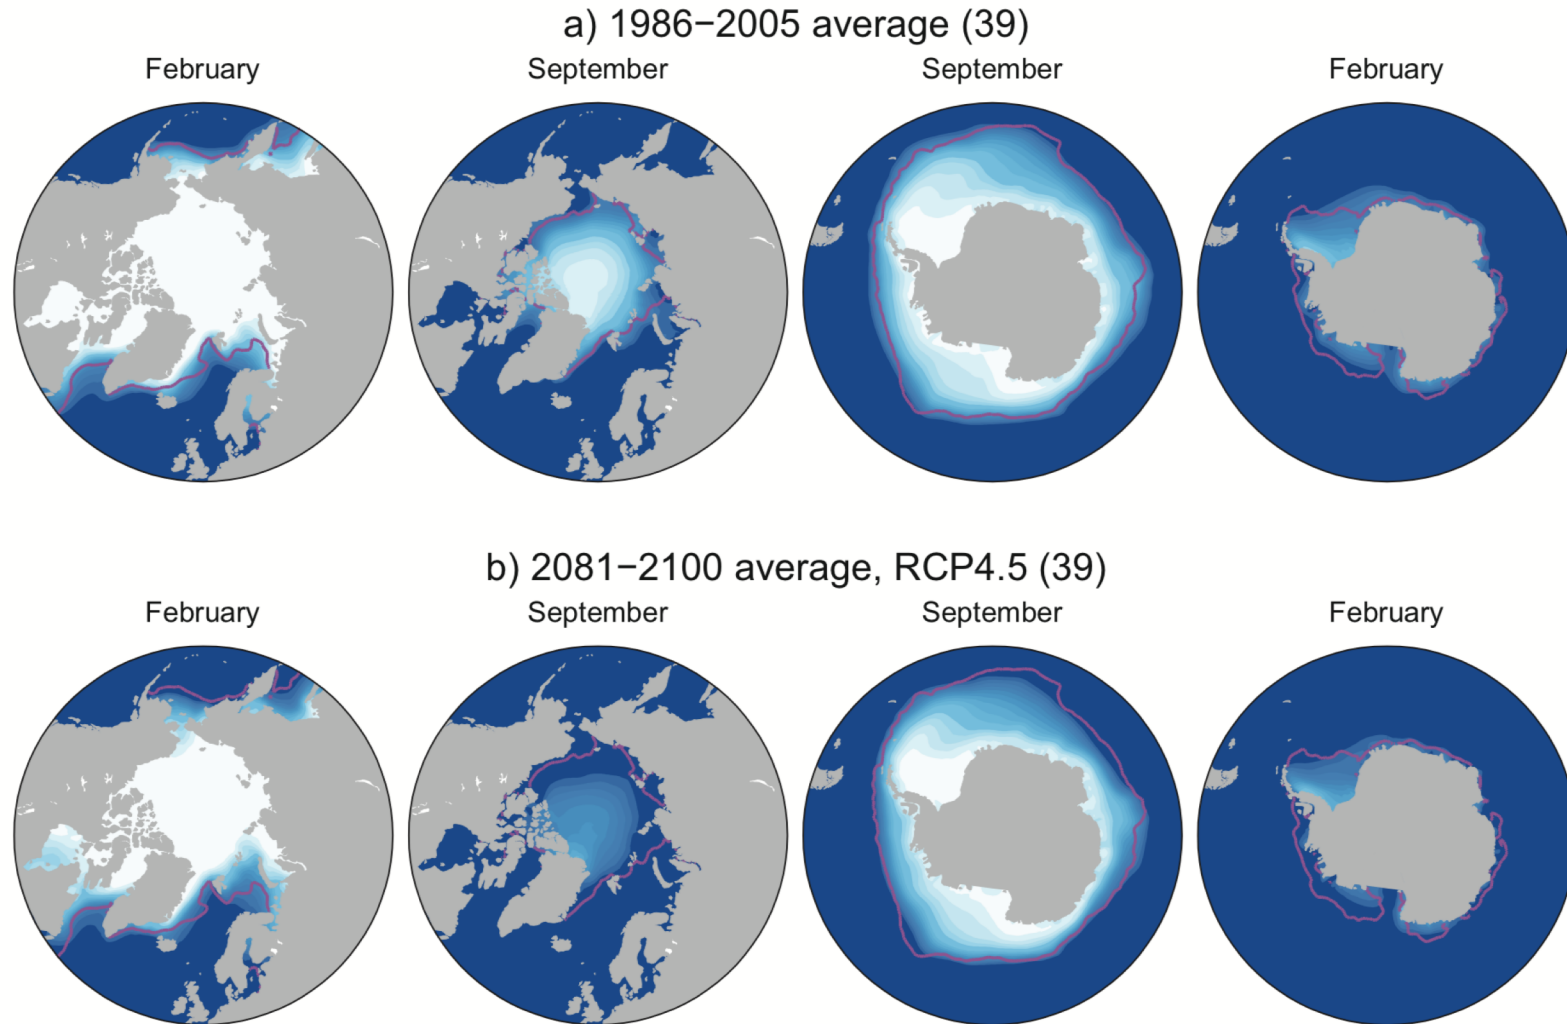 a) 1986−2005 average (39)
February
September
September
February
b) 2081−2100 average, RCP4.5 (39)
February
September
September
February